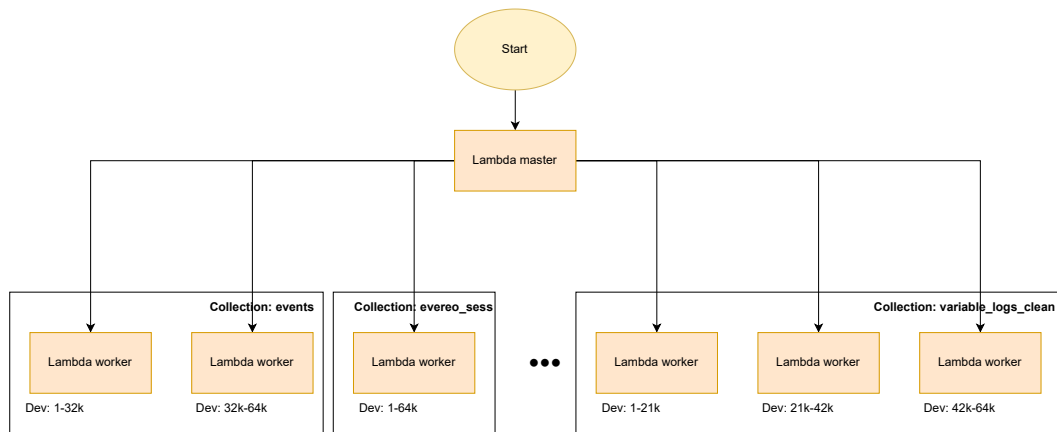 Start
Lambda master
Collection: events
Collection: evereo_sess
Collection: variable_logs_clean
Lambda worker
Lambda worker
Lambda worker
Lambda worker
Lambda worker
Lambda worker
Dev: 1-32k
Dev: 32k-64k
Dev: 1-64k
Dev: 1-21k
Dev: 21k-42k
Dev: 42k-64k